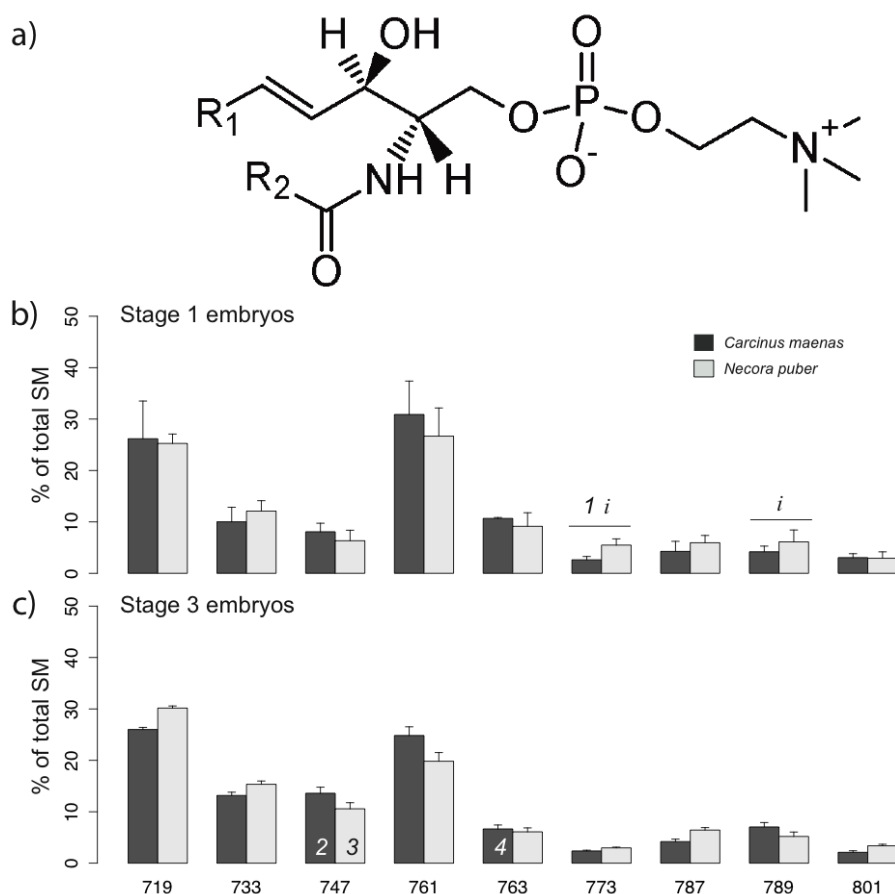 a)
H OH
O
R1
O P O
N+
R2 NH H
O-
O
b) Stage 1 embryos
50
40
30
20
10
0
% of total SM
Carcinus maenas
Necora puber
1 i
i
c) Stage 3 embryos
50
40
30
20
10
0
% of total SM
2 3 4
719 733 747 761 763 773 787 789 801